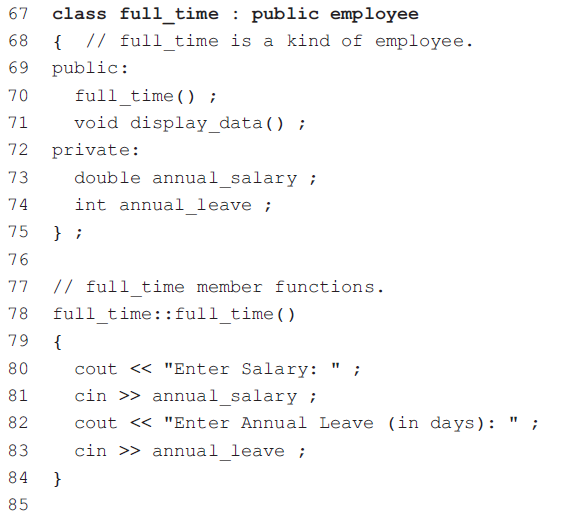 67 class full_time : public employee
68 { // full_time is a kind of employee.
69 public:
70   full_time() ;
71   void display_data() ;
72 private:
73   double annual_salary ;
74   int annual_leave ;
75 } ;
76
77 // full_time member functions.
78 full_time::full_time()
79 {
80   cout << "Enter Salary: " ;
81   cin >> annual_salary ;
82   cout << "Enter Annual Leave (in days): " ;
83   cin >> annual_leave ;
84 }
85